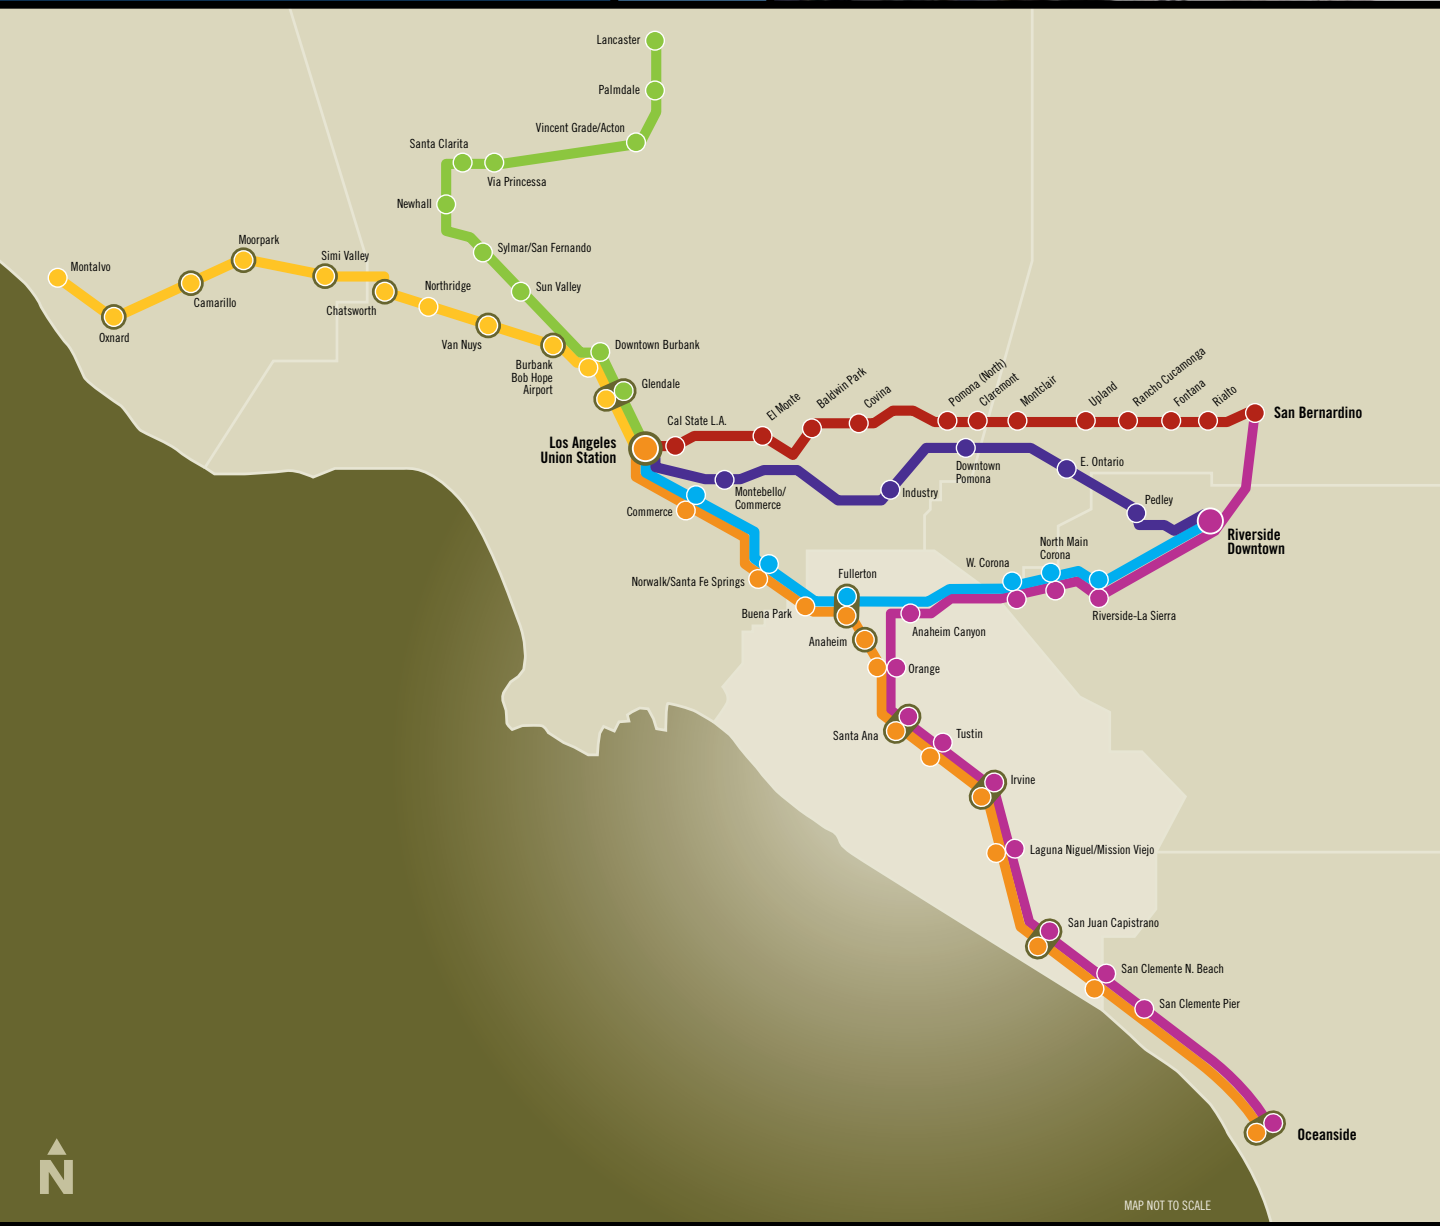 Lancaster
Palmdale
Vincent Grade/Acton
Santa Clarita
Via Princessa
Newhall
Sylmar/San Fernando
Sun Valley
Moorpark
Simi Valley
Montalvo
Camarillo
Oxnard
Northridge
Chatsworth
Van Nuys
Burbank
Bob Hope
Airport
Downtown Burbank
Glendale
Los Angeles
Union Station
Cal State L.A.
El Monte
Baldwin Park
Covina
Pomona (North)
Claremont
Montclair
Upland
Rancho Cucamonga
Fontana
Rialto
San Bernardino
Montebello/
Commerce
Industry
Downtown
Pomona
E. Ontario
Pedley
Riverside
Downtown
Commerce
Norwalk/Santa Fe Springs
Buena Park
Fullerton
Anaheim
W. Corona
North Main
Corona
Riverside-La Sierra
Anaheim Canyon
Orange
Santa Ana
Tustin
Irvine
Laguna Niguel/Mission Viejo
San Juan Capistrano
San Clemente N. Beach
San Clemente Pier
Oceanside
N
MAP NOT TO SCALE